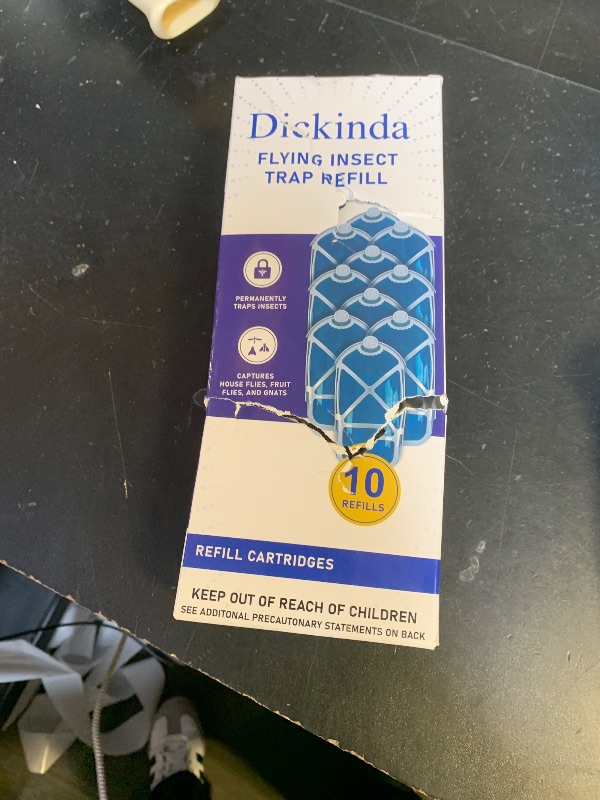 Dickinda
FLYING INSECT
TRAP REFILL
PERMANENTLY
TRAPS INSECTS
CAPTURES
HOUSE FLIES, FRUIT
FLIES, AND GNATS
10
REFILLS
REFILL CARTRIDGES
KEEP OUT OF REACH OF CHILDREN
SEE ADDITONAL PRECAUTONARY STATEMENTS ON BACK